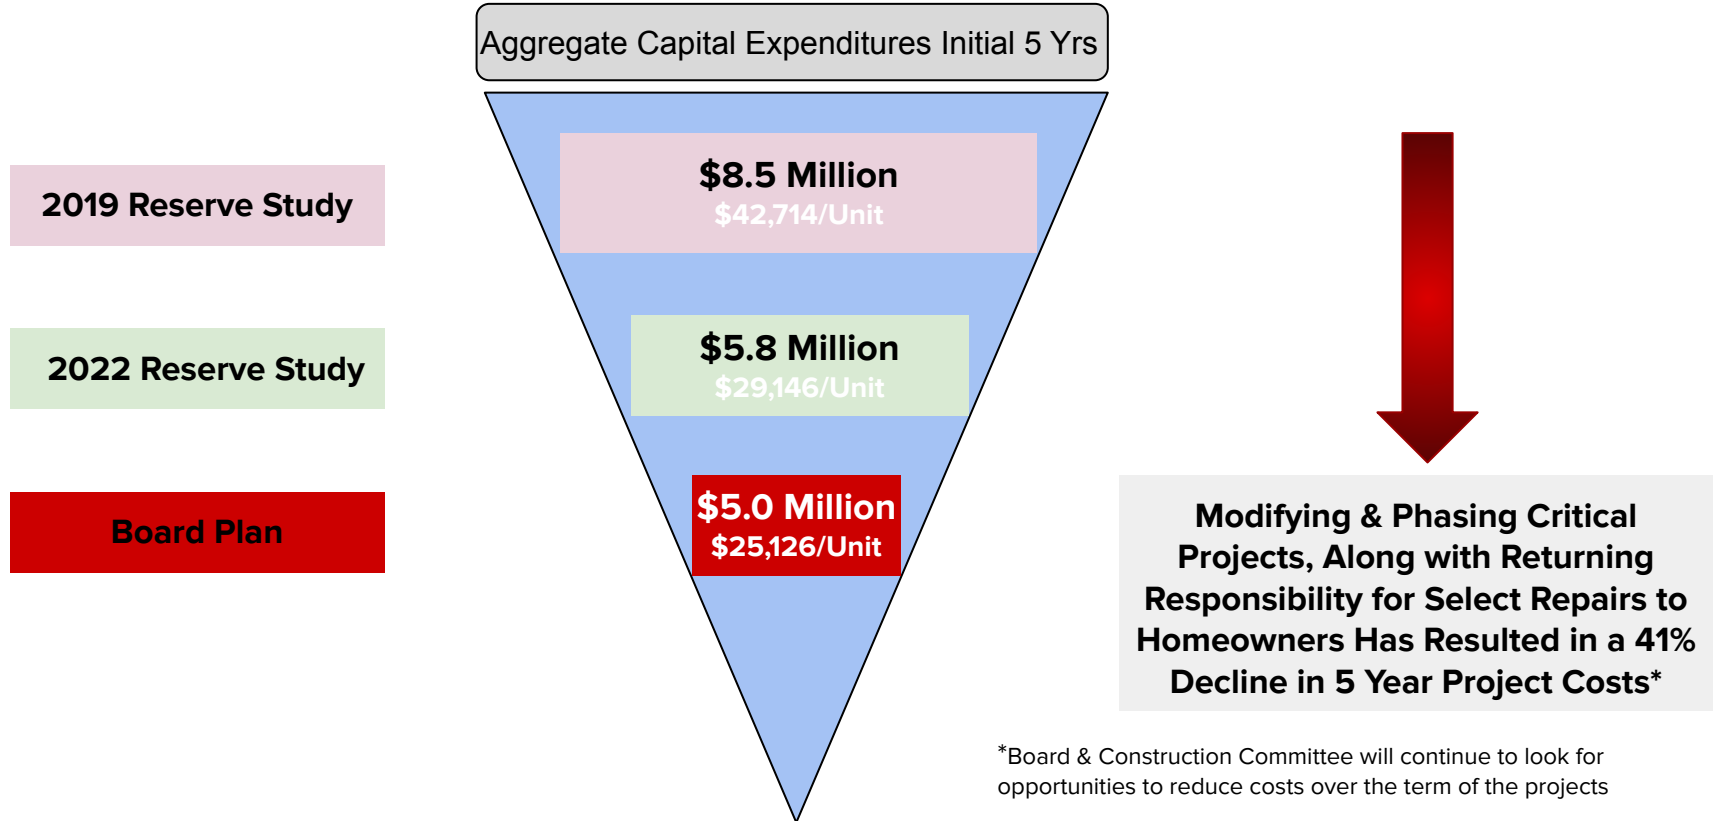 Aggregate Capital Expenditures Initial 5 Yrs
2019 Reserve Study
$8.5 Million
$42,714/Unit
2022 Reserve Study
$5.8 Million
$29,146/Unit
Board Plan
$5.0 Million
$25,126/Unit
Modifying & Phasing Critical
Projects, Along with Returning
Responsibility for Select Repairs to
Homeowners Has Resulted in a 41%
Decline in 5 Year Project Costs*
*Board & Construction Committee will continue to look for
opportunities to reduce costs over the term of the projects